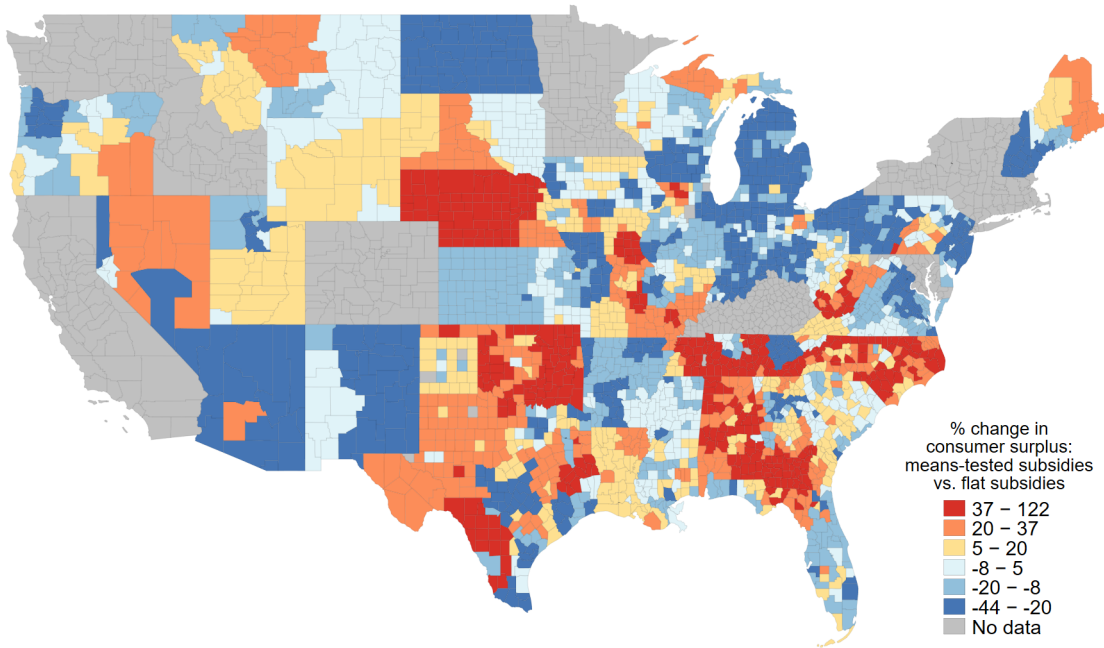 % change in
consumer surplus:
means-tested subsidies
vs. flat subsidies
37 − 122
20 − 37
5 − 20
-8 − 5
-20 − -8
-44 − -20
No data